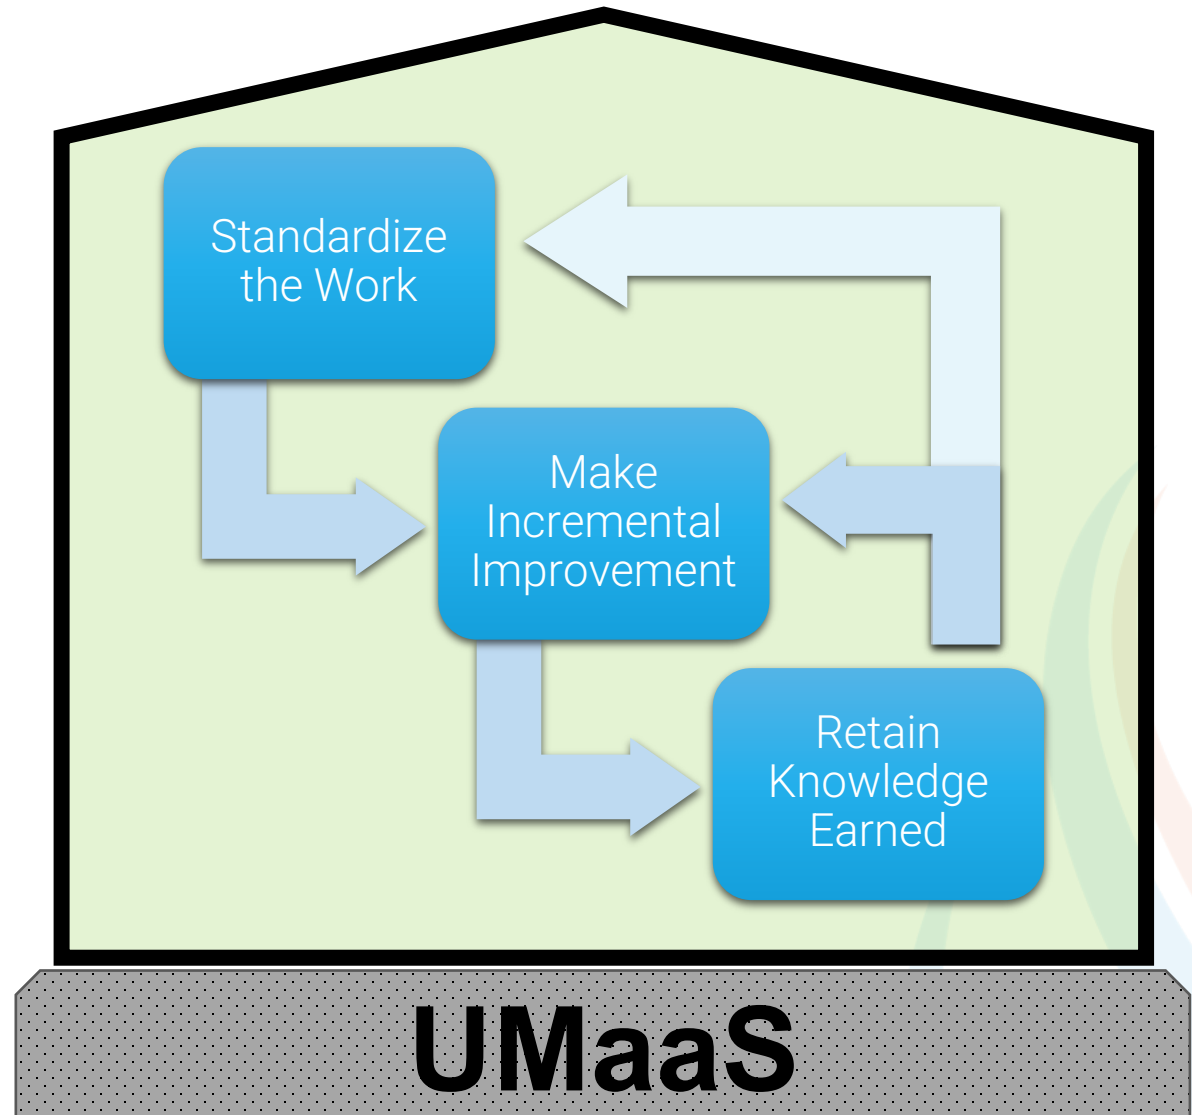 Standardize
the Work
Make
Incremental
Improvement
Retain
Knowledge
Earned
UMaaS